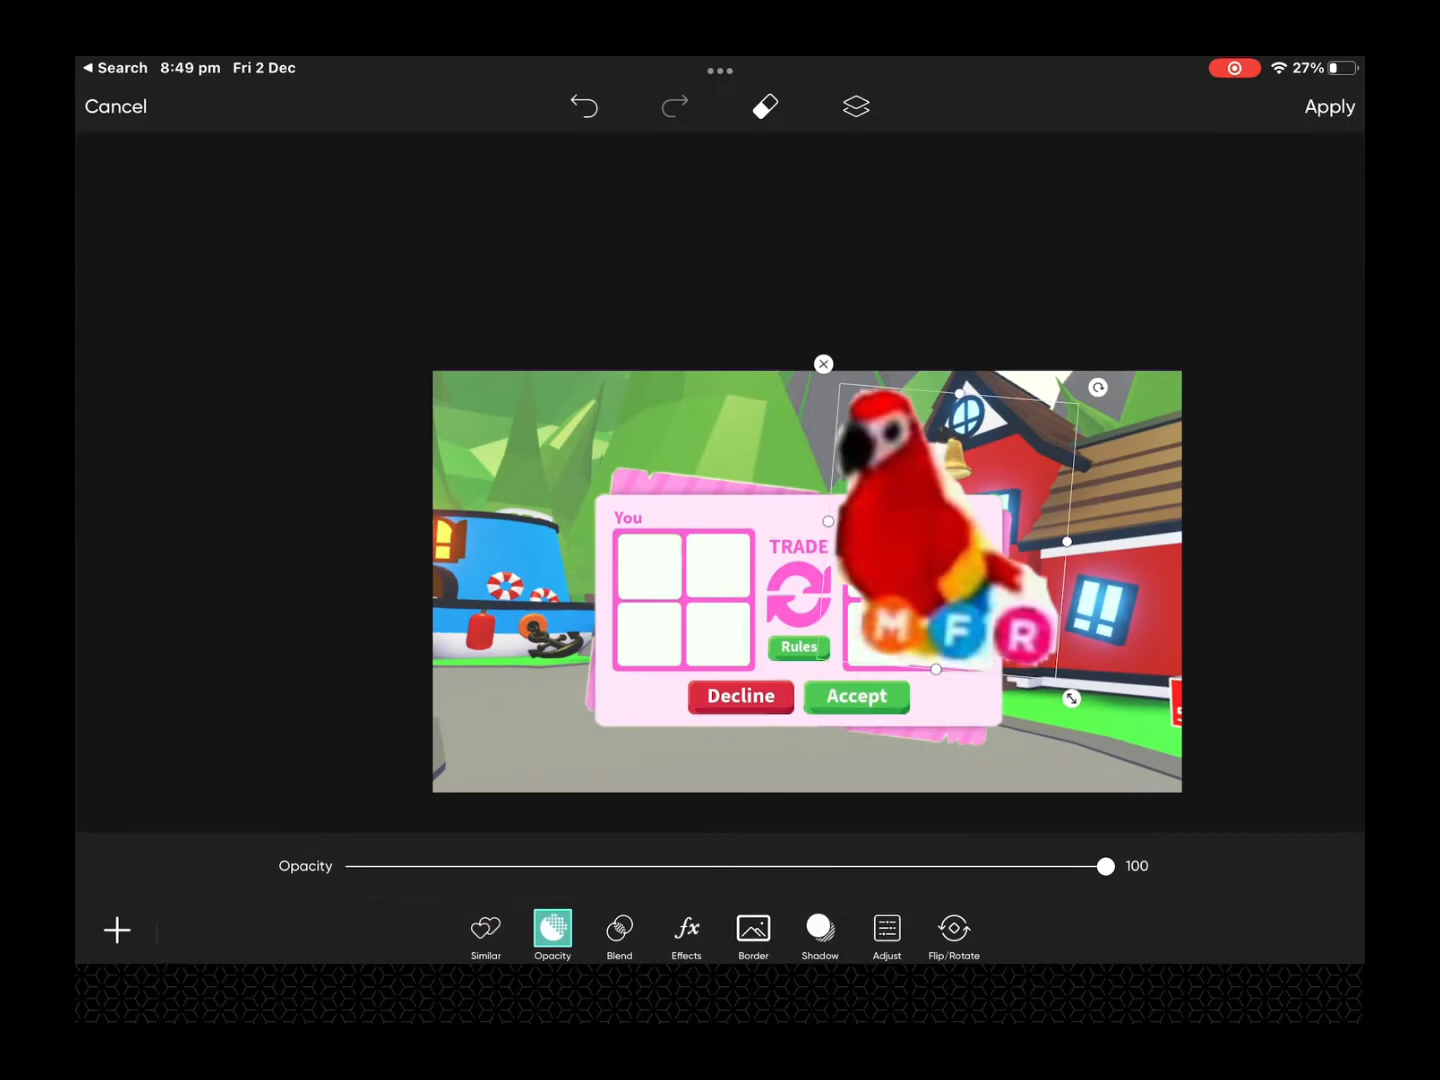 Search 8:49 pm Fri 2 Dec
27%
Cancel
Apply
You
TRADE
Rules
M F R
Decline
Accept
Opacity
100
Similar
Opacity
Blend
fx
Effects
Border
Shadow
Adjust
Flip/Rotate